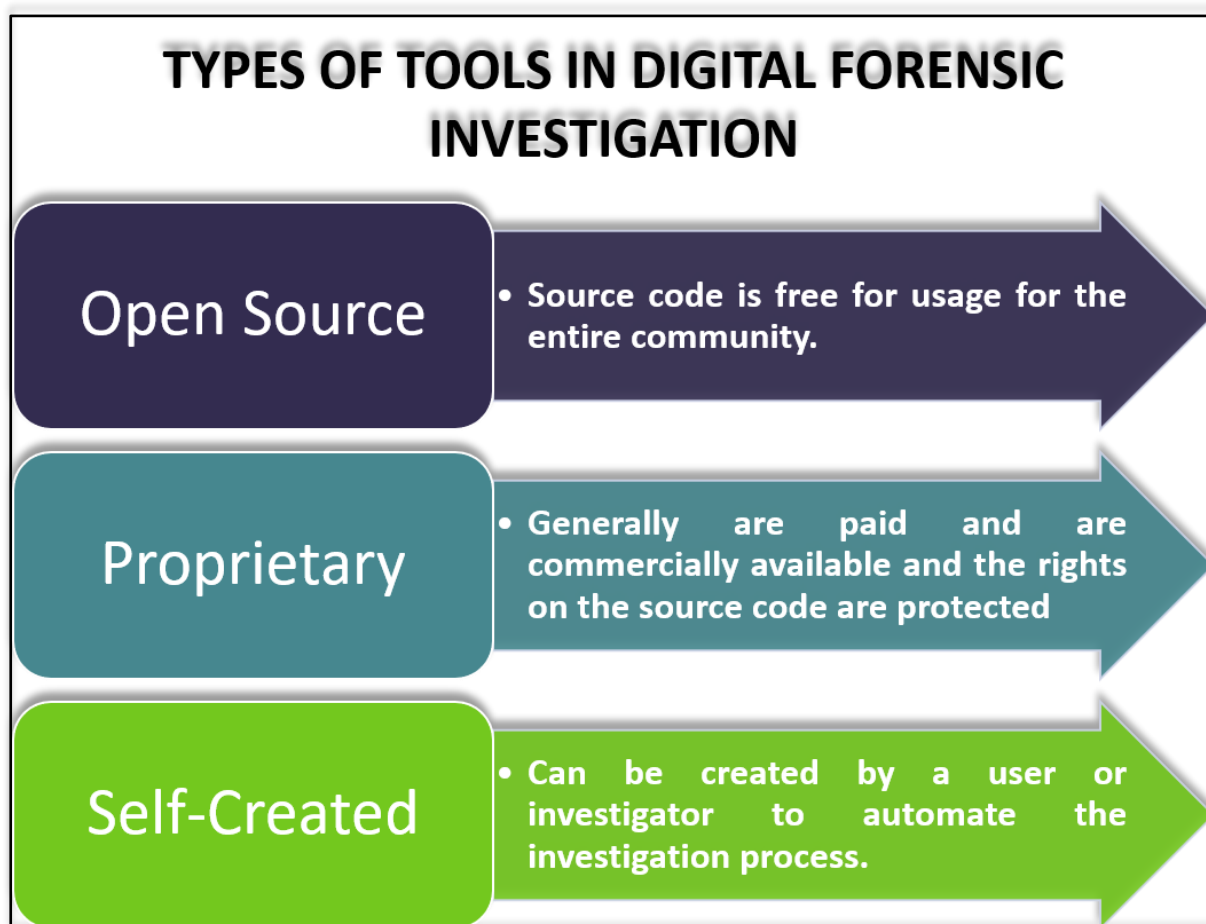 TYPES OF TOOLS IN DIGITAL FORENSIC
INVESTIGATION
Open Source
• Source code is free for usage for the
entire community.
Proprietary
• Generally are paid and are
commercially available and the rights
on the source code are protected
Self-Created
• Can be created by a user or
investigator to automate the
investigation process.